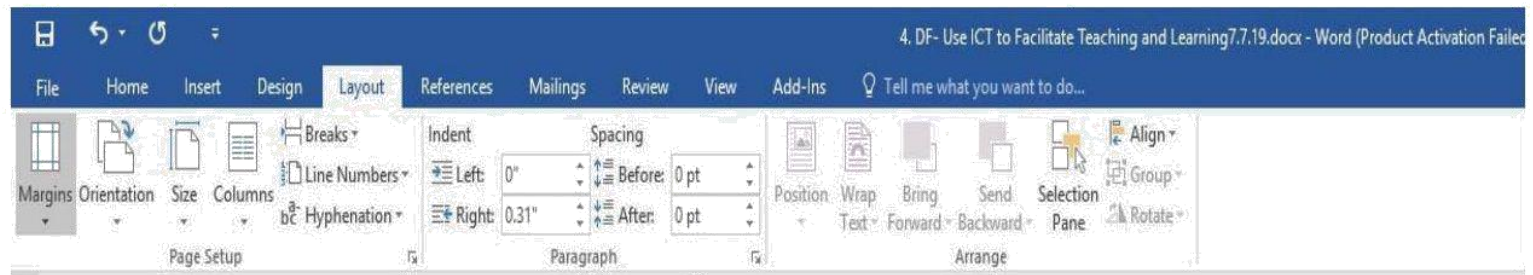 4. DF- Use ICT to Facilitate Teaching and Learning7.7.19.docx - Word (Product Activation Failed
File Home Insert Design Layout References Mailings Review View Add-Ins Tell me what you want to do...
Margins Orientation Size Columns
Breaks
Line Numbers
Hyphenation
Page Setup
Indent Spacing
Left: 0" Before: 0 pt
Right: 0.31" After: 0 pt
Paragraph
Position Wrap Text Bring Forward Send Backward Selection Pane
Align
Group
Rotate
Arrange